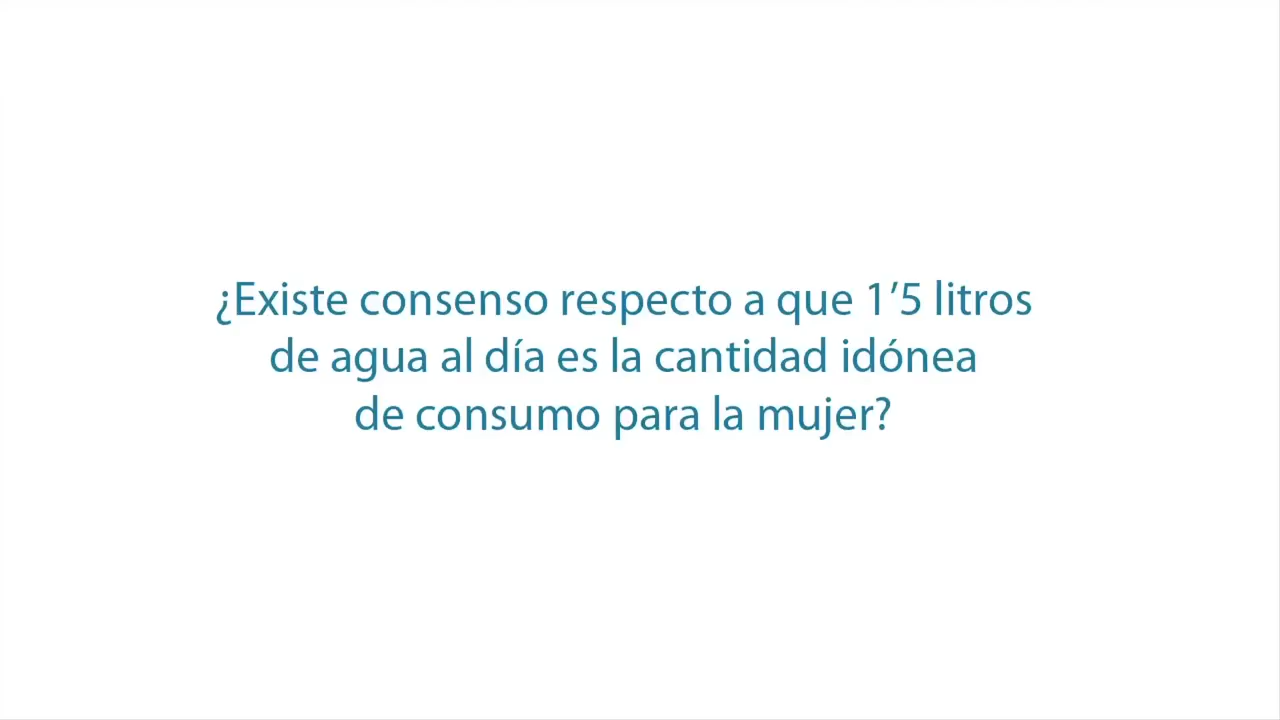 ¿Existe consenso respecto a que 1’5 litros
de agua al día es la cantidad idónea
de consumo para la mujer?